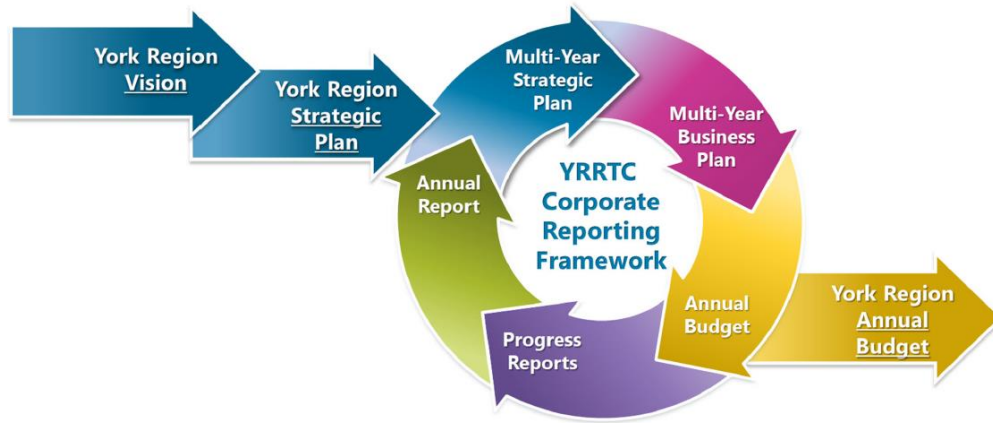 York Region
Vision
York Region
Strategic
Plan
Multi-Year
Strategic
Plan
Multi-Year
Business
Plan
Annual
Report
YRRTC
Corporate
Reporting
Framework
Annual
Budget
York Region
Annual
Budget
Progress
Reports